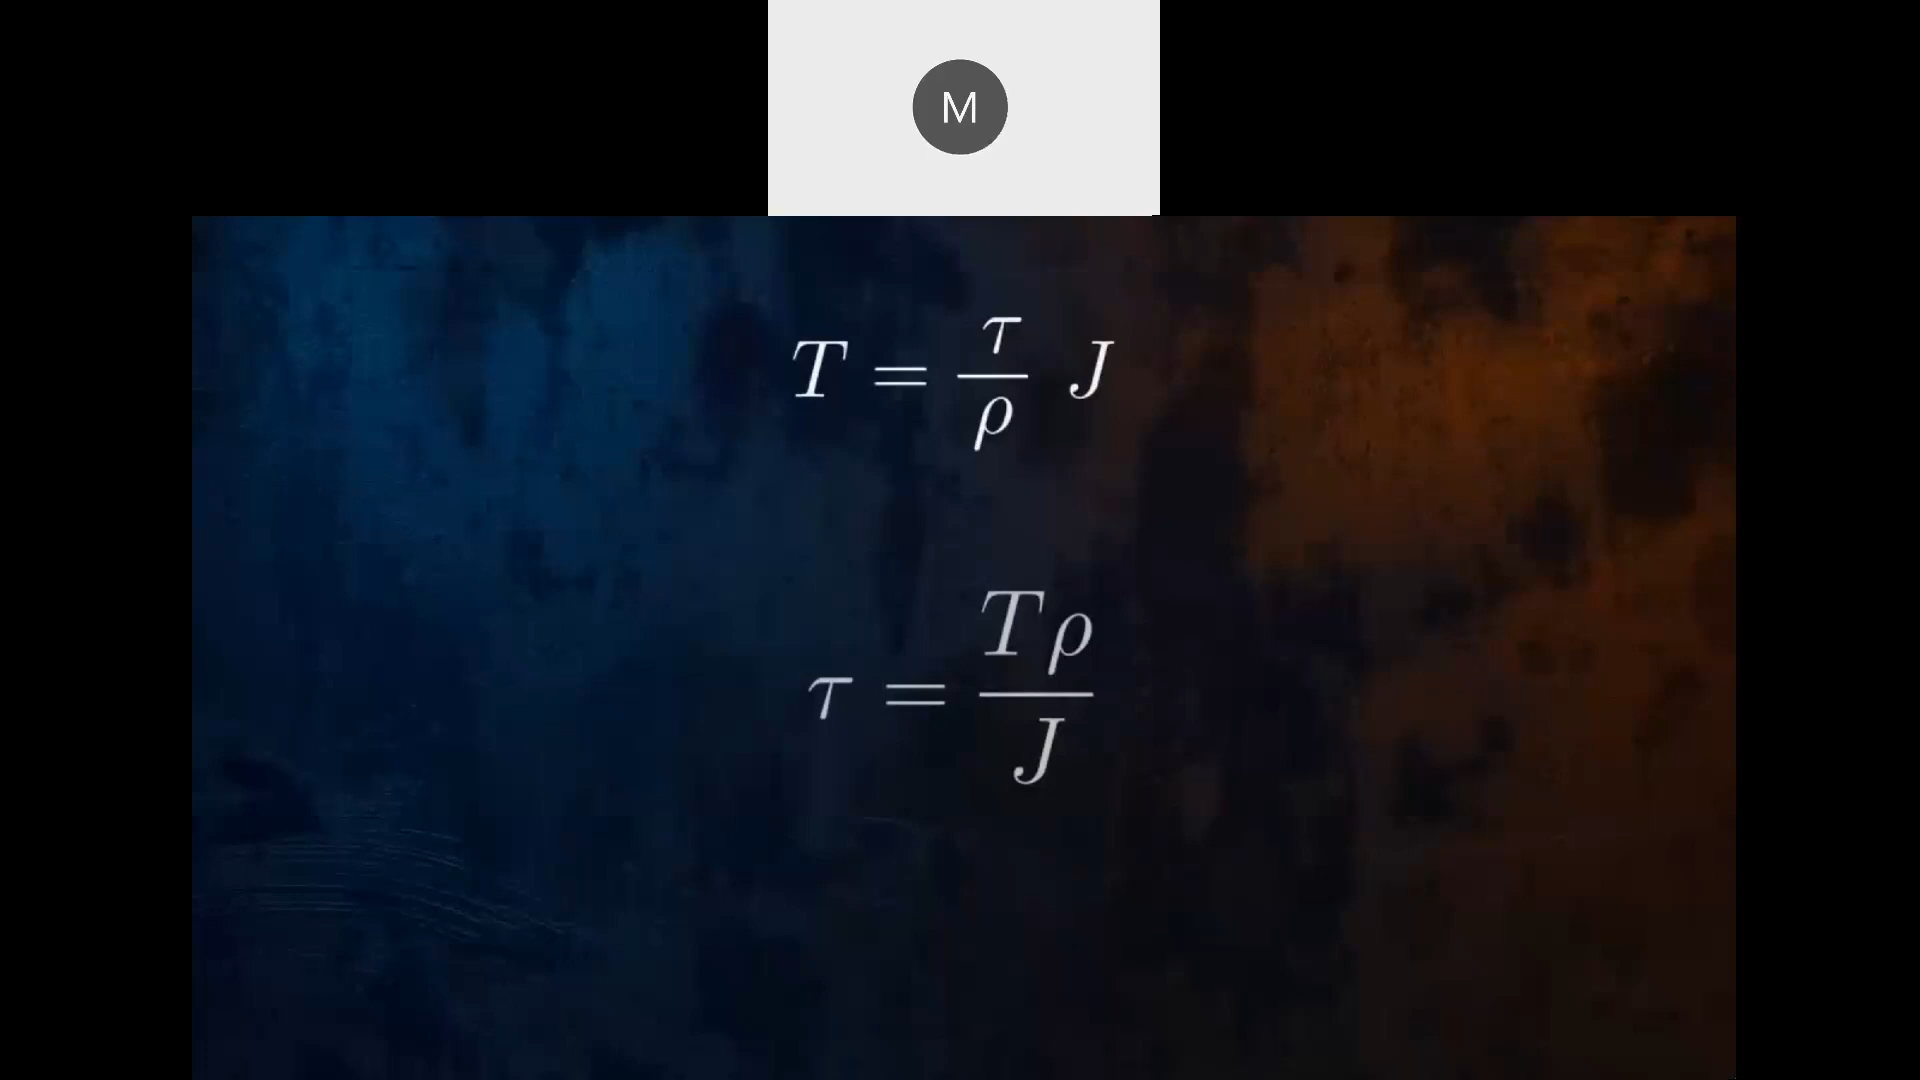 M
T = τ/ρ J
τ = Tρ/J